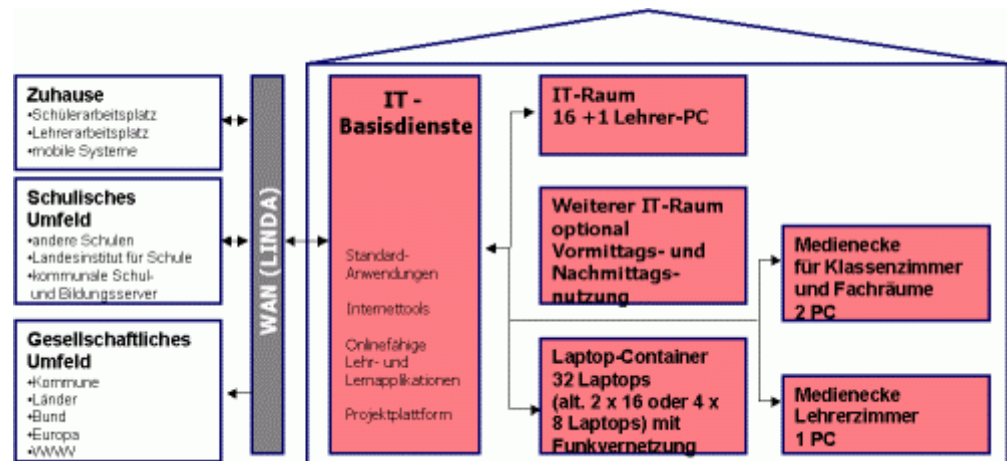 Zuhause
•Schülerarbeitsplatz
•Lehrerarbeitsplatz
•mobile Systeme
Schulisches
Umfeld
•andere Schulen
•Landesinstitut für Schule
•kommunale Schul-
und Bildungsserver
Gesellschaftliches
Umfeld
•Kommune
•Länder
•Bund
•Europa
•WWW
WAN (LINDA)
IT -
Basisdienste
Standard-
Anwendungen
Internettools
Onlinefähige
Lehr- und
Lernapplikationen
Projektplattform
IT-Raum
16 +1 Lehrer-PC
Weiterer IT-Raum
optional
Vormittags- und
Nachmittags-
nutzung
Laptop-Container
32 Laptops
(alt. 2 x 16 oder 4 x
8 Laptops) mit
Funkvernetzung
Medienecke
für Klassenzimmer
und Fachräume
2 PC
Medienecke
Lehrerzimmer
1 PC